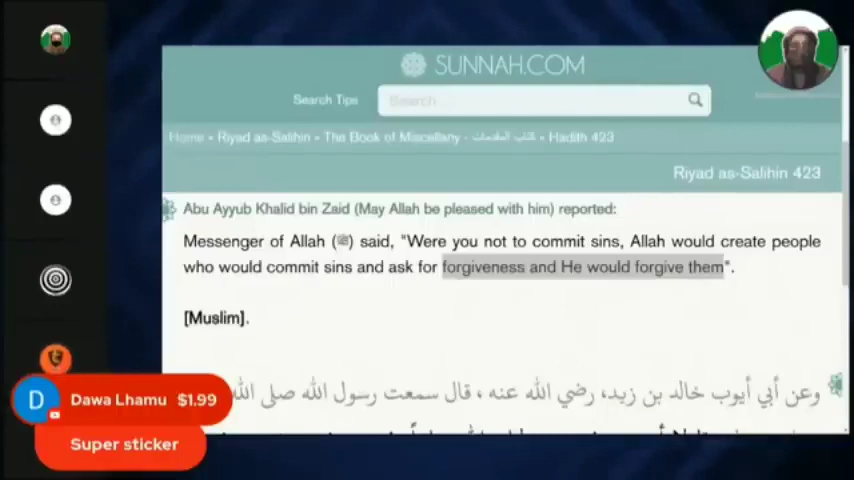 SUNNAH.COM
Search Tips
Search ...
Home » Riyad as-Salihin » The Book of Miscellany - كتاب المقدمات » Hadith 423
Riyad as-Salihin 423
Abu Ayyub Khalid bin Zaid (May Allah be pleased with him) reported:
Messenger of Allah (ﷺ) said, "Were you not to commit sins, Allah would create people
who would commit sins and ask for forgiveness and He would forgive them".
[Muslim].
وعن أبي أيوب خالد بن زيد، رضي الله عنه ، قال سمعت رسول الله صلى الله
D
Dawa Lhamu $1.99
Super sticker